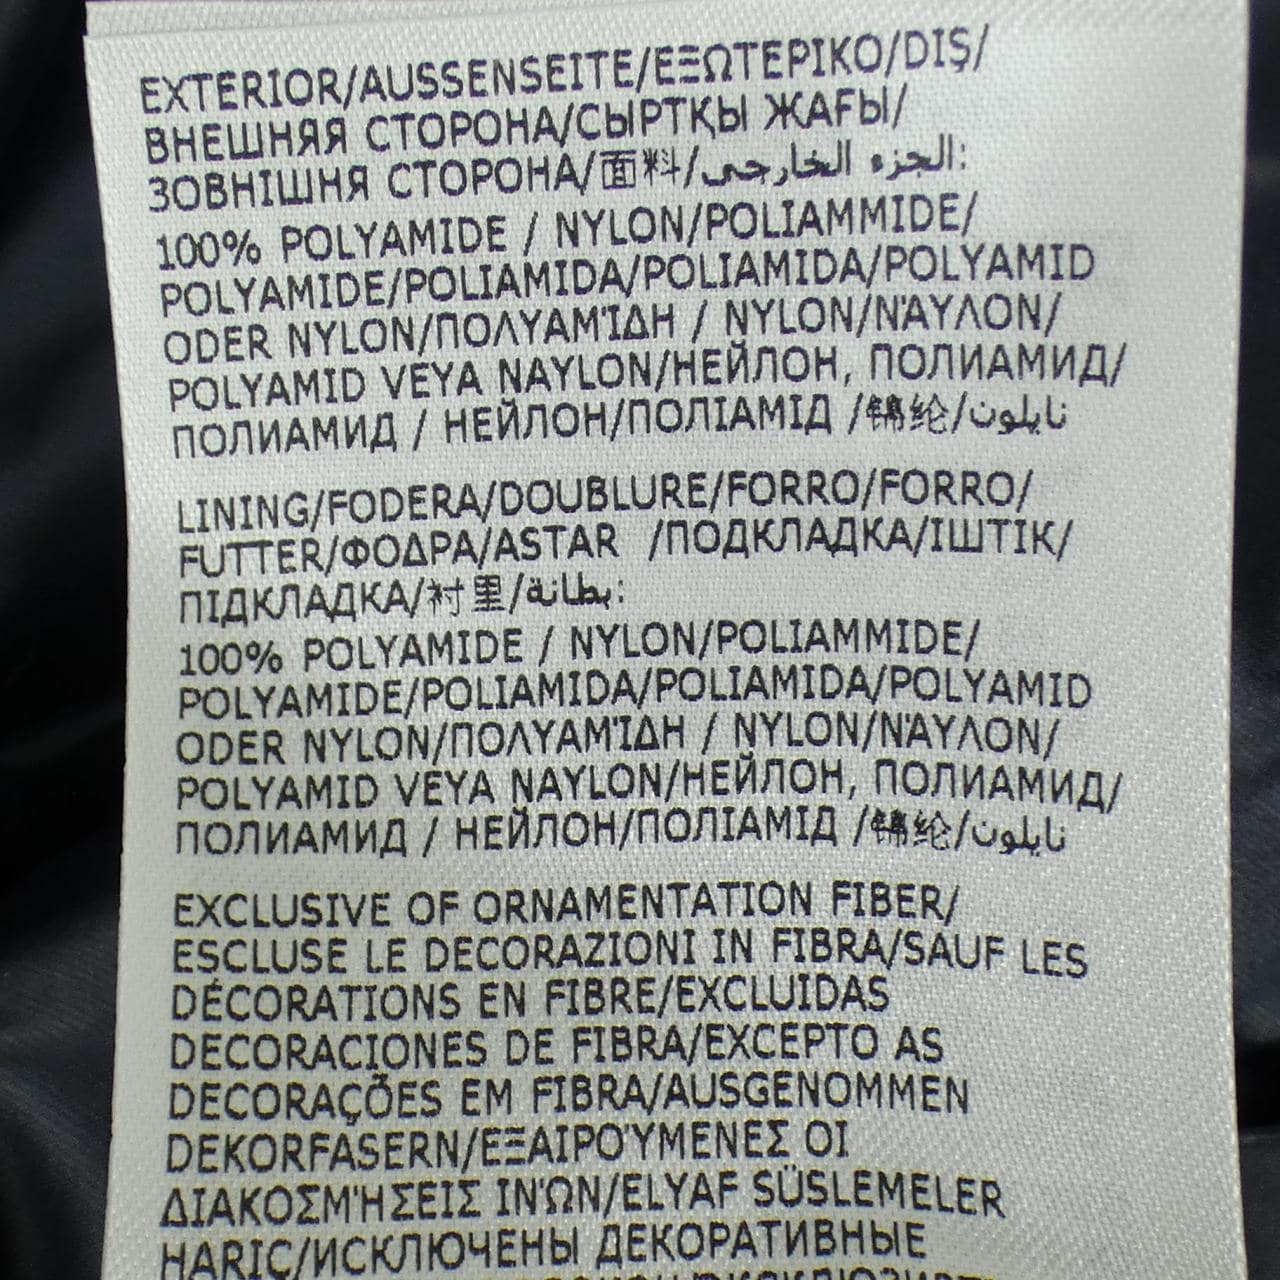 EXTERIOR/AUSSENSEITE/ΕΞΩΤΕΡΙΚΟ/DIŞ/
ВНЕШНЯЯ СТОРОНА/СЫРТҚЫ ЖАҒЫ/
ЗОВНІШНЯ СТОРОНА/面料/الجزء الخارجي:
100% POLYAMIDE / NYLON/POLIAMMIDE/
POLYAMIDE/POLIAMIDA/POLIAMIDA/POLYAMID
ODER NYLON/ΠΟΛΥΑΜΊΔΗ / NYLON/ΝΆΥΛΟΝ/
POLYAMID VEYA NAYLON/НЕЙЛОН, ПОЛИАМИД/
ПОЛИАМИД / НЕЙЛОН/ПОЛІАМІД /锦纶/نايلون
LINING/FODERA/DOUBLURE/FORRO/FORRO/
FUTTER/ΦΟΔΡΑ/ASTAR /ПОДКЛАДКА/ІШТІК/
ПІДКЛАДКА/衬里/بطانة:
100% POLYAMIDE / NYLON/POLIAMMIDE/
POLYAMIDE/POLIAMIDA/POLIAMIDA/POLYAMID
ODER NYLON/ΠΟΛΥΑΜΊΔΗ / NYLON/ΝΆΥΛΟΝ/
POLYAMID VEYA NAYLON/НЕЙЛОН, ПОЛИАМИД/
ПОЛИАМИД / НЕЙЛОН/ПОЛІАМІД /锦纶/نايلون
EXCLUSIVE OF ORNAMENTATION FIBER/
ESCLUSE LE DECORAZIONI IN FIBRA/SAUF LES
DÉCORATIONS EN FIBRE/EXCLUIDAS
DECORACIONES DE FIBRA/EXCEPTO AS
DECORAÇÕES EM FIBRA/AUSGENOMMEN
DEKORFASERN/ΕΞΑΙΡΟΎΜΕΝΕΣ ΟΙ
ΔΙΑΚΟΣΜΉΣΕΙΣ ΙΝΏΝ/ELYAF SÜSLEMELER
HARİÇ/ИСКЛЮЧЕНЫ ДЕКОРАТИВНЫЕ